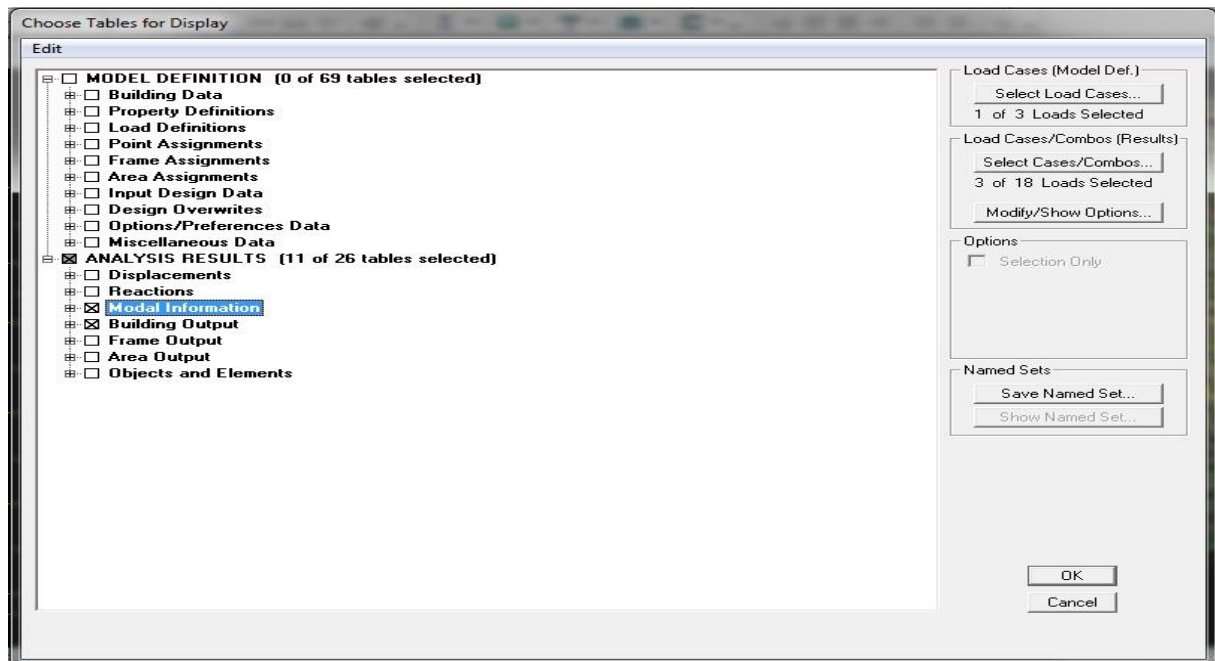 Choose Tables for Display
Edit
MODEL DEFINITION (0 of 69 tables selected)
Building Data
Property Definitions
Load Definitions
Point Assignments
Frame Assignments
Area Assignments
Input Design Data
Design Overwrites
Options/Preferences Data
Miscellaneous Data
ANALYSIS RESULTS (11 of 26 tables selected)
Displacements
Reactions
Modal Information
Building Output
Frame Output
Area Output
Objects and Elements
Load Cases (Model Def.)
Select Load Cases...
1 of 3 Loads Selected
Load Cases/Combos (Results)
Select Cases/Combos...
3 of 18 Loads Selected
Modify/Show Options...
Options
Selection Only
Named Sets
Save Named Set...
Show Named Set...
OK
Cancel